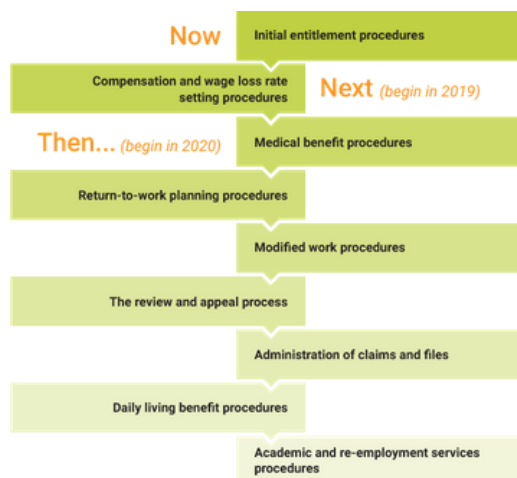 Now
Initial entitlement procedures
Compensation and wage loss rate
setting procedures
Next (begin in 2019)
Then... (begin in 2020)
Medical benefit procedures
Return-to-work planning procedures
Modified work procedures
The review and appeal process
Administration of claims and files
Daily living benefit procedures
Academic and re-employment services
procedures